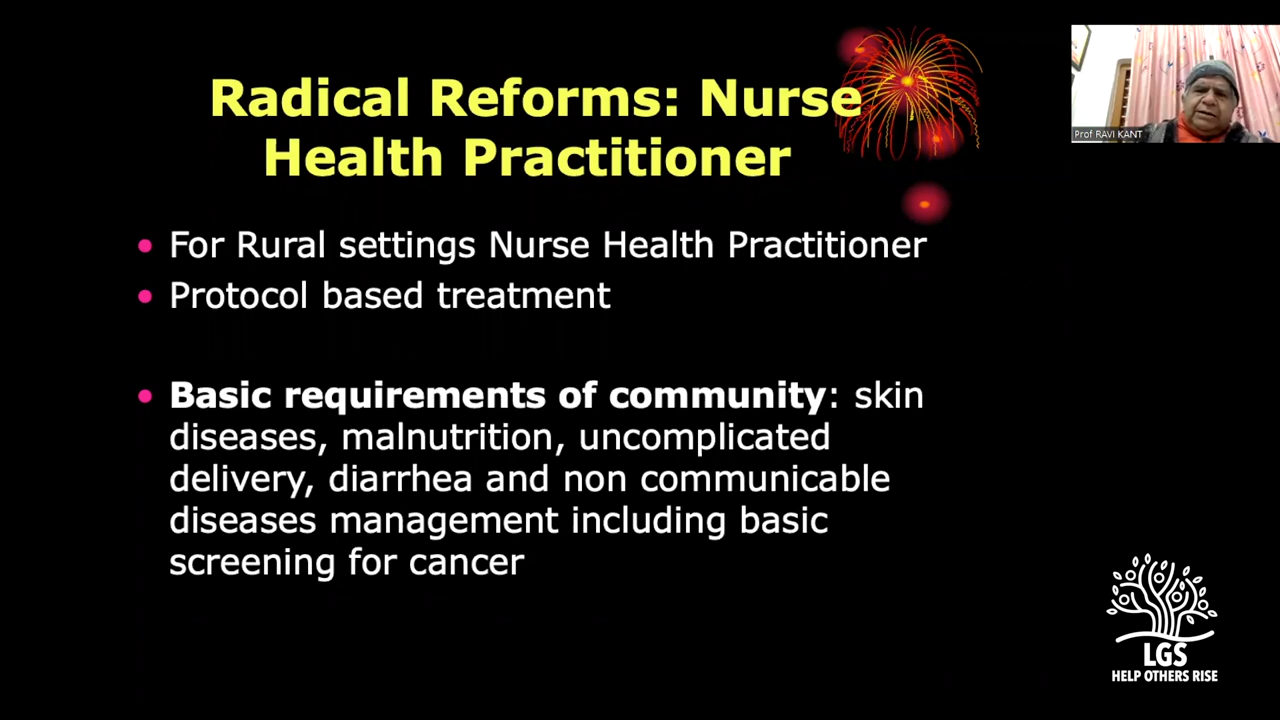 Radical Reforms: Nurse
Health Practitioner
Prof RAVI KANT
• For Rural settings Nurse Health Practitioner
• Protocol based treatment
• Basic requirements of community: skin
diseases, malnutrition, uncomplicated
delivery, diarrhea and non communicable
diseases management including basic
screening for cancer
LGS
HELP OTHERS RISE